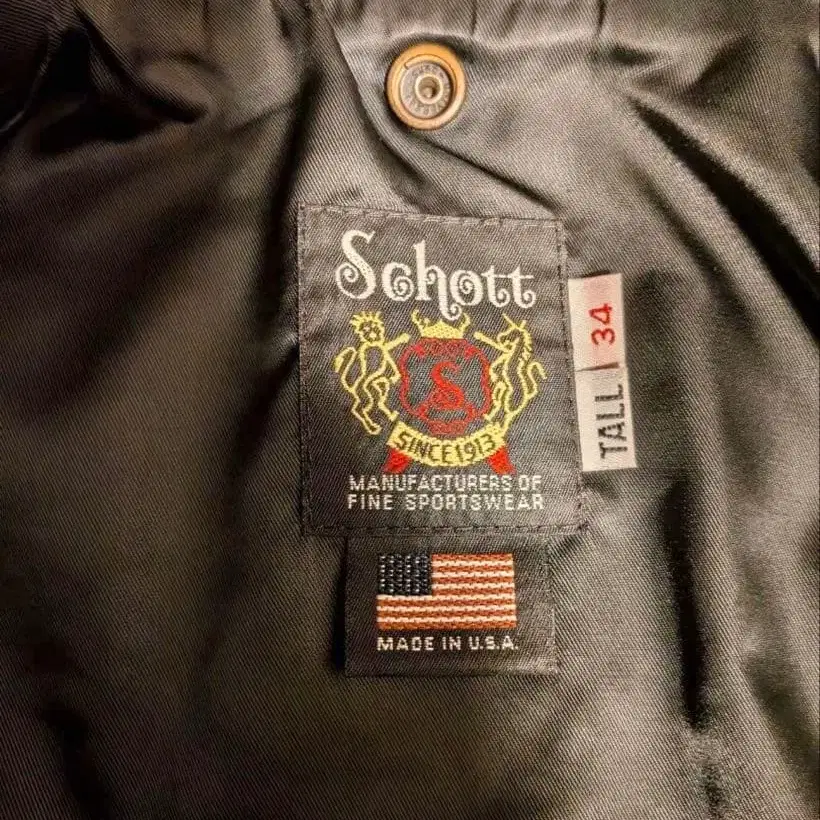 Schott
S
SINCE 1913
MANUFACTURERS OF
FINE SPORTSWEAR
34
TALL
MADE IN U.S.A.